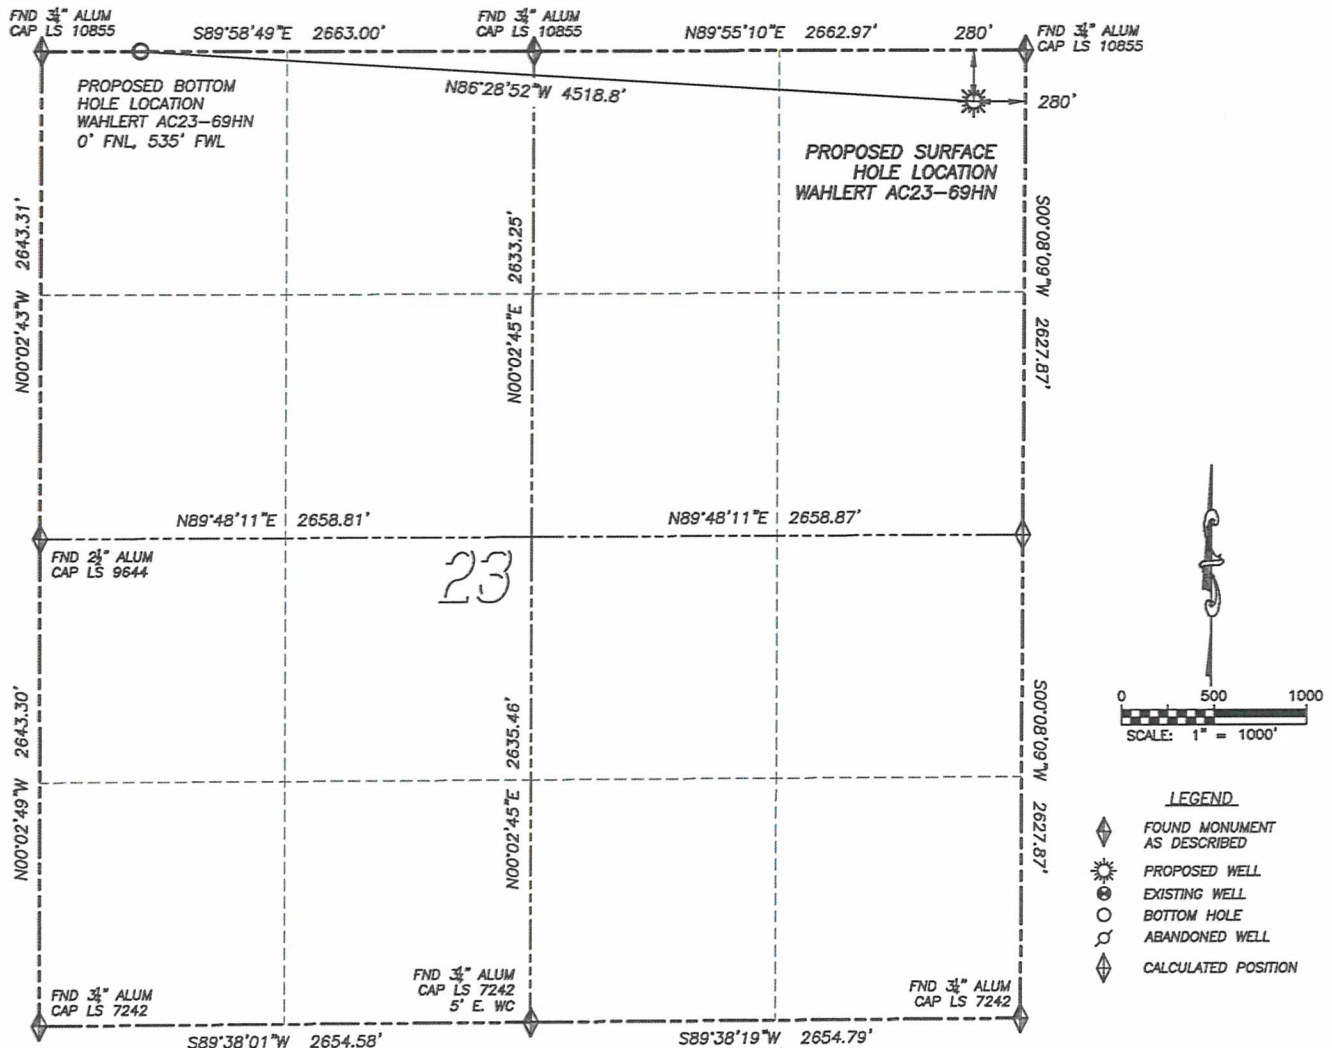 FND 3¼" ALUM
CAP LS 10855
S89°58'49"E 2663.00'
FND 3¼" ALUM
CAP LS 10855
N89°55'10"E 2662.97'
280'
FND 3¼" ALUM
CAP LS 10855
PROPOSED BOTTOM
HOLE LOCATION
WAHLERT AC23-69HN
0' FNL, 535' FWL
N86°28'52"W 4518.8'
280'
PROPOSED SURFACE
HOLE LOCATION
WAHLERT AC23-69HN
N00°02'43"W 2643.31'
N00°02'45"E 2633.25'
S00°08'09"W 2627.87'
N89°48'11"E 2658.81'
N89°48'11"E 2658.87'
FND 2½" ALUM
CAP LS 9644
23
N00°02'49"W 2643.30'
N00°02'45"E 2635.46'
S00°08'09"W 2627.87'
0 500 1000
SCALE: 1" = 1000'
LEGEND
FOUND MONUMENT
AS DESCRIBED
PROPOSED WELL
EXISTING WELL
BOTTOM HOLE
ABANDONED WELL
CALCULATED POSITION
FND 3¼" ALUM
CAP LS 7242
FND 3¼" ALUM
CAP LS 7242
5' E. WC
FND 3¼" ALUM
CAP LS 7242
S89°38'01"W 2654.58'
S89°38'19"W 2654.79'